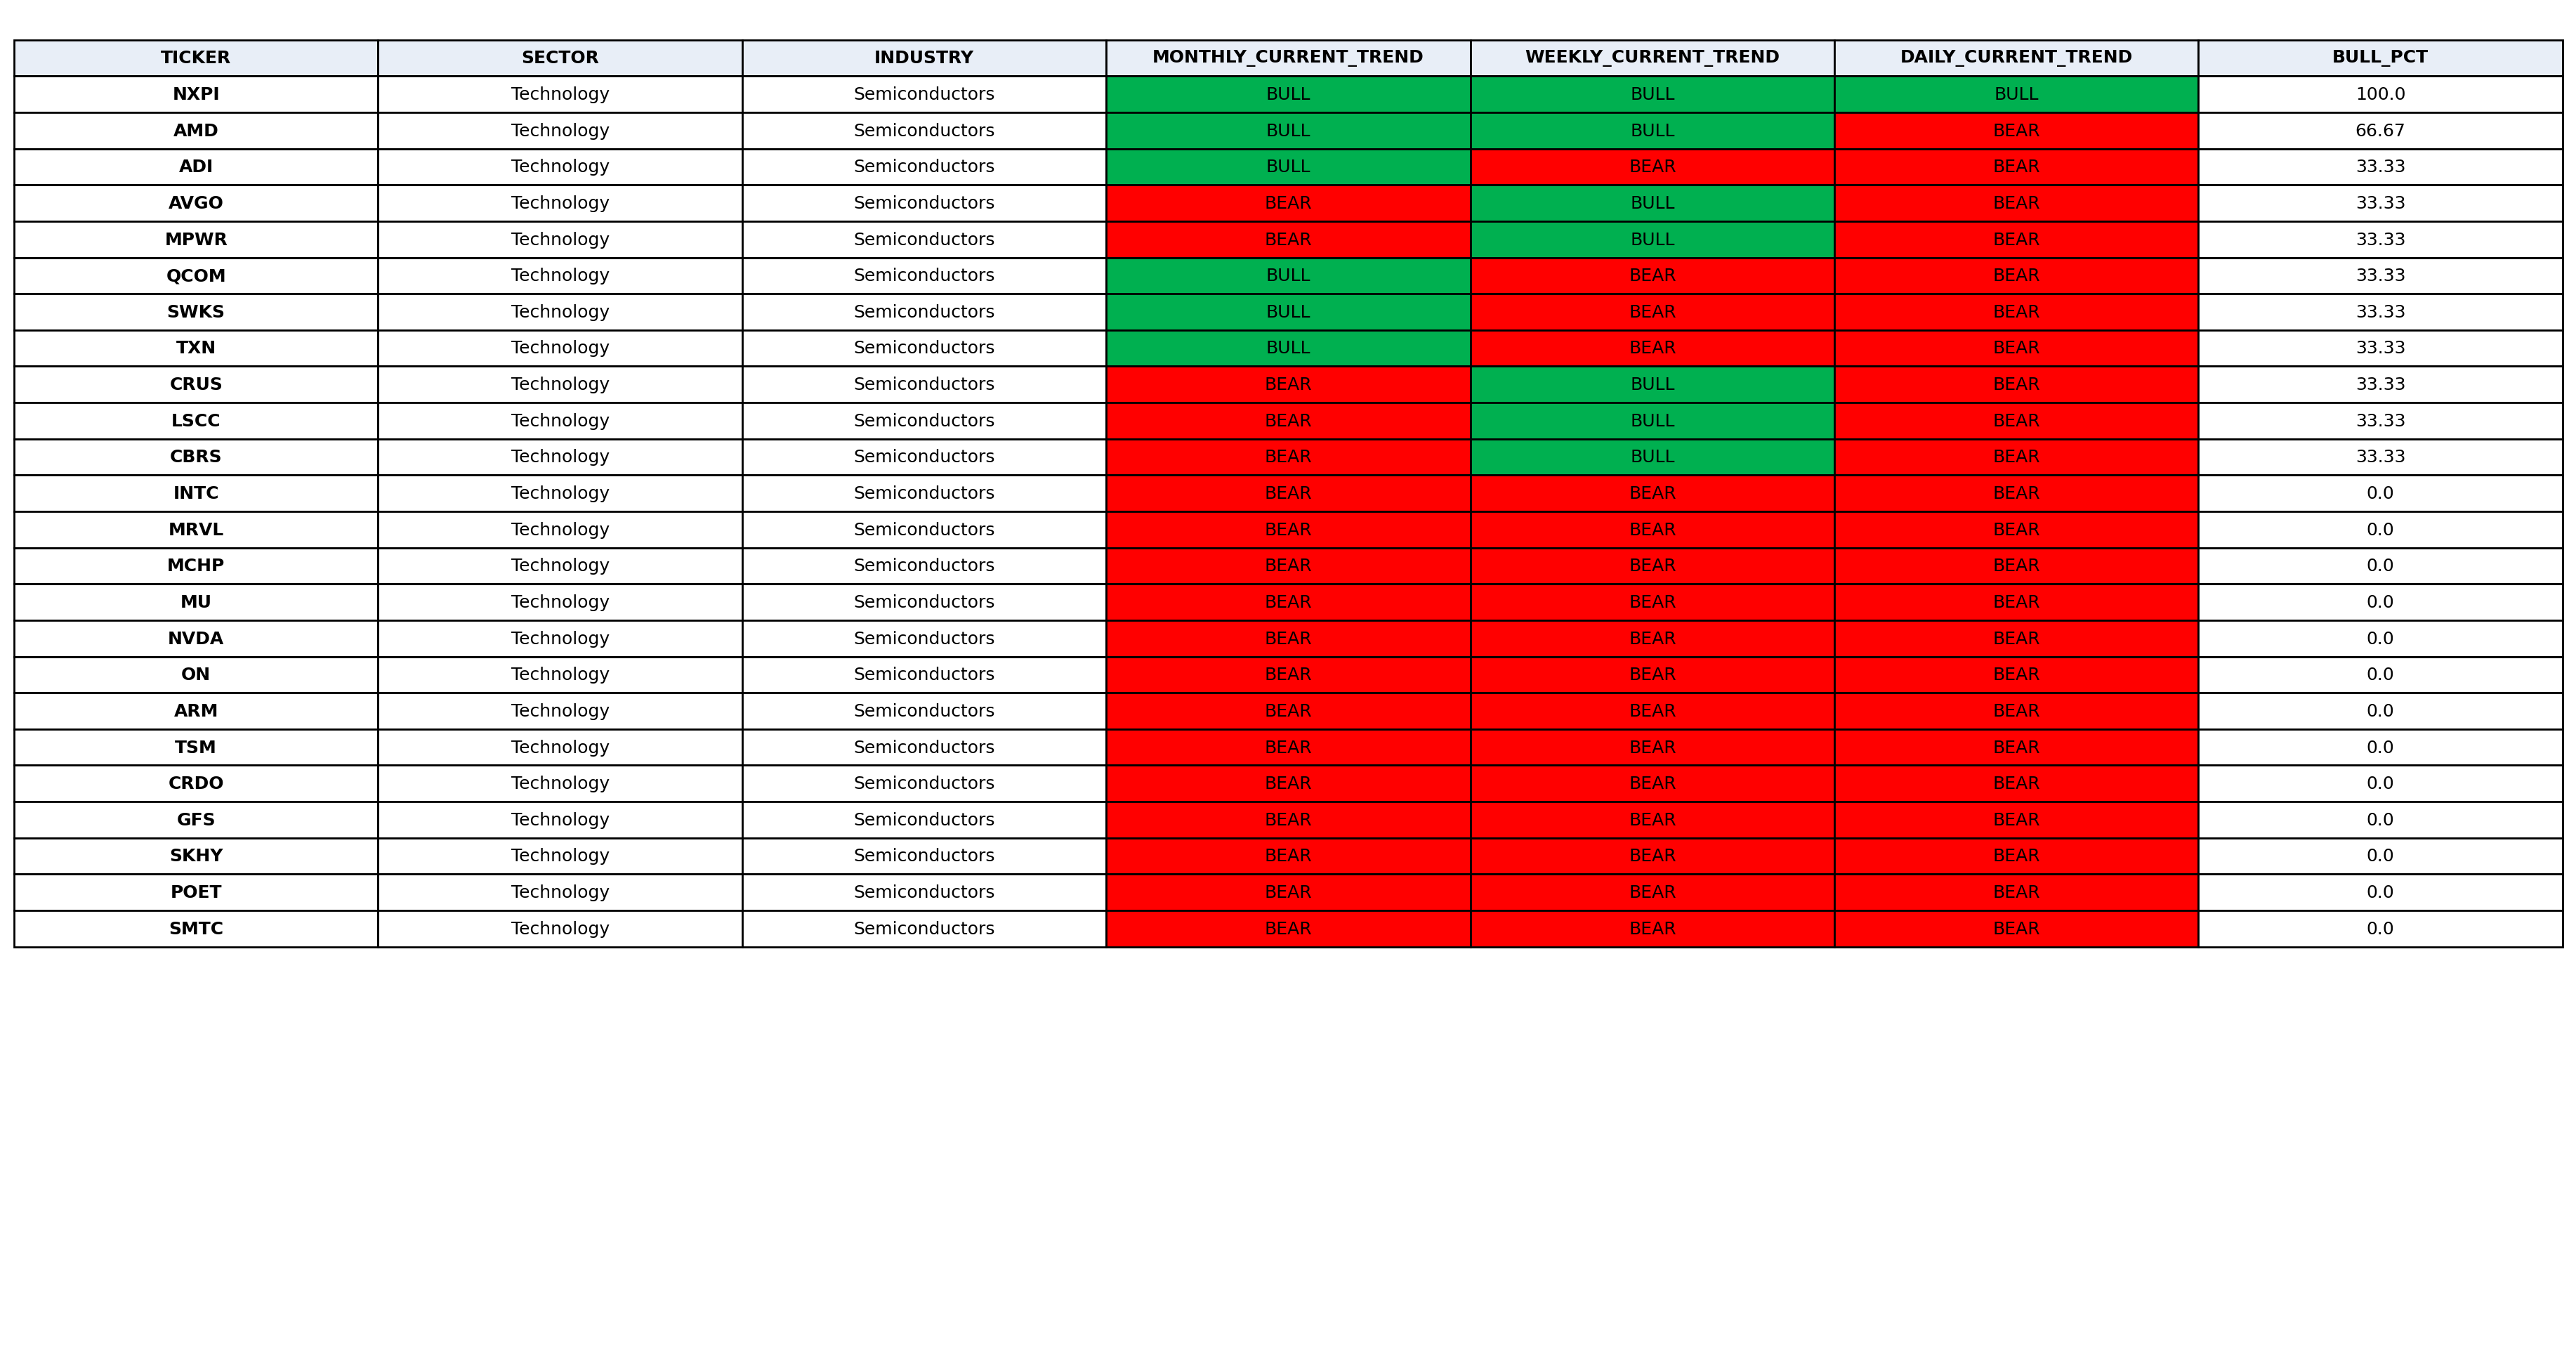 TICKER SECTOR INDUSTRY MONTHLY_CURRENT_TREND WEEKLY_CURRENT_TREND DAILY_CURRENT_TREND BULL_PCT
NXPI Technology Semiconductors BULL BULL BULL 100.0
AMD Technology Semiconductors BULL BULL BEAR 66.67
ADI Technology Semiconductors BULL BEAR BEAR 33.33
AVGO Technology Semiconductors BEAR BULL BEAR 33.33
MPWR Technology Semiconductors BEAR BULL BEAR 33.33
QCOM Technology Semiconductors BULL BEAR BEAR 33.33
SWKS Technology Semiconductors BULL BEAR BEAR 33.33
TXN Technology Semiconductors BULL BEAR BEAR 33.33
CRUS Technology Semiconductors BEAR BULL BEAR 33.33
LSCC Technology Semiconductors BEAR BULL BEAR 33.33
CBRS Technology Semiconductors BEAR BULL BEAR 33.33
INTC Technology Semiconductors BEAR BEAR BEAR 0.0
MRVL Technology Semiconductors BEAR BEAR BEAR 0.0
MCHP Technology Semiconductors BEAR BEAR BEAR 0.0
MU Technology Semiconductors BEAR BEAR BEAR 0.0
NVDA Technology Semiconductors BEAR BEAR BEAR 0.0
ON Technology Semiconductors BEAR BEAR BEAR 0.0
ARM Technology Semiconductors BEAR BEAR BEAR 0.0
TSM Technology Semiconductors BEAR BEAR BEAR 0.0
CRDO Technology Semiconductors BEAR BEAR BEAR 0.0
GFS Technology Semiconductors BEAR BEAR BEAR 0.0
SKHY Technology Semiconductors BEAR BEAR BEAR 0.0
POET Technology Semiconductors BEAR BEAR BEAR 0.0
SMTC Technology Semiconductors BEAR BEAR BEAR 0.0